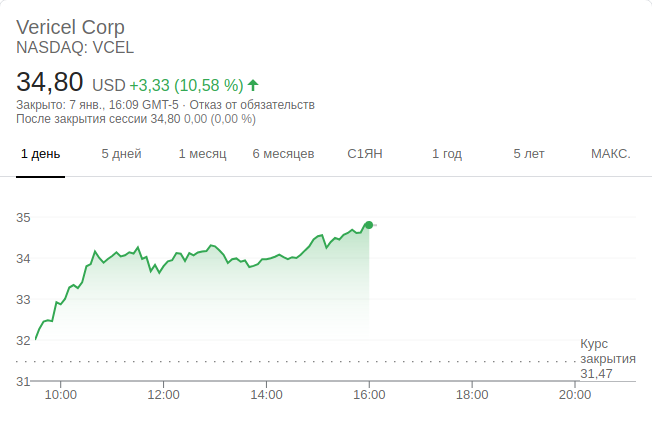 Vericel Corp
NASDAQ: VCEL
34,80 USD +3,33 (10,58 %)
Закрыто: 7 янв., 16:09 GMT-5 · Отказ от обязательств
После закрытия сессии 34,80 0,00 (0,00 %)
1 день 5 дней 1 месяц 6 месяцев С1ЯН 1 год 5 лет МАКС.
35
34
33
32
31
Курс
закрытия
31,47
10:00 12:00 14:00 16:00 18:00 20:00